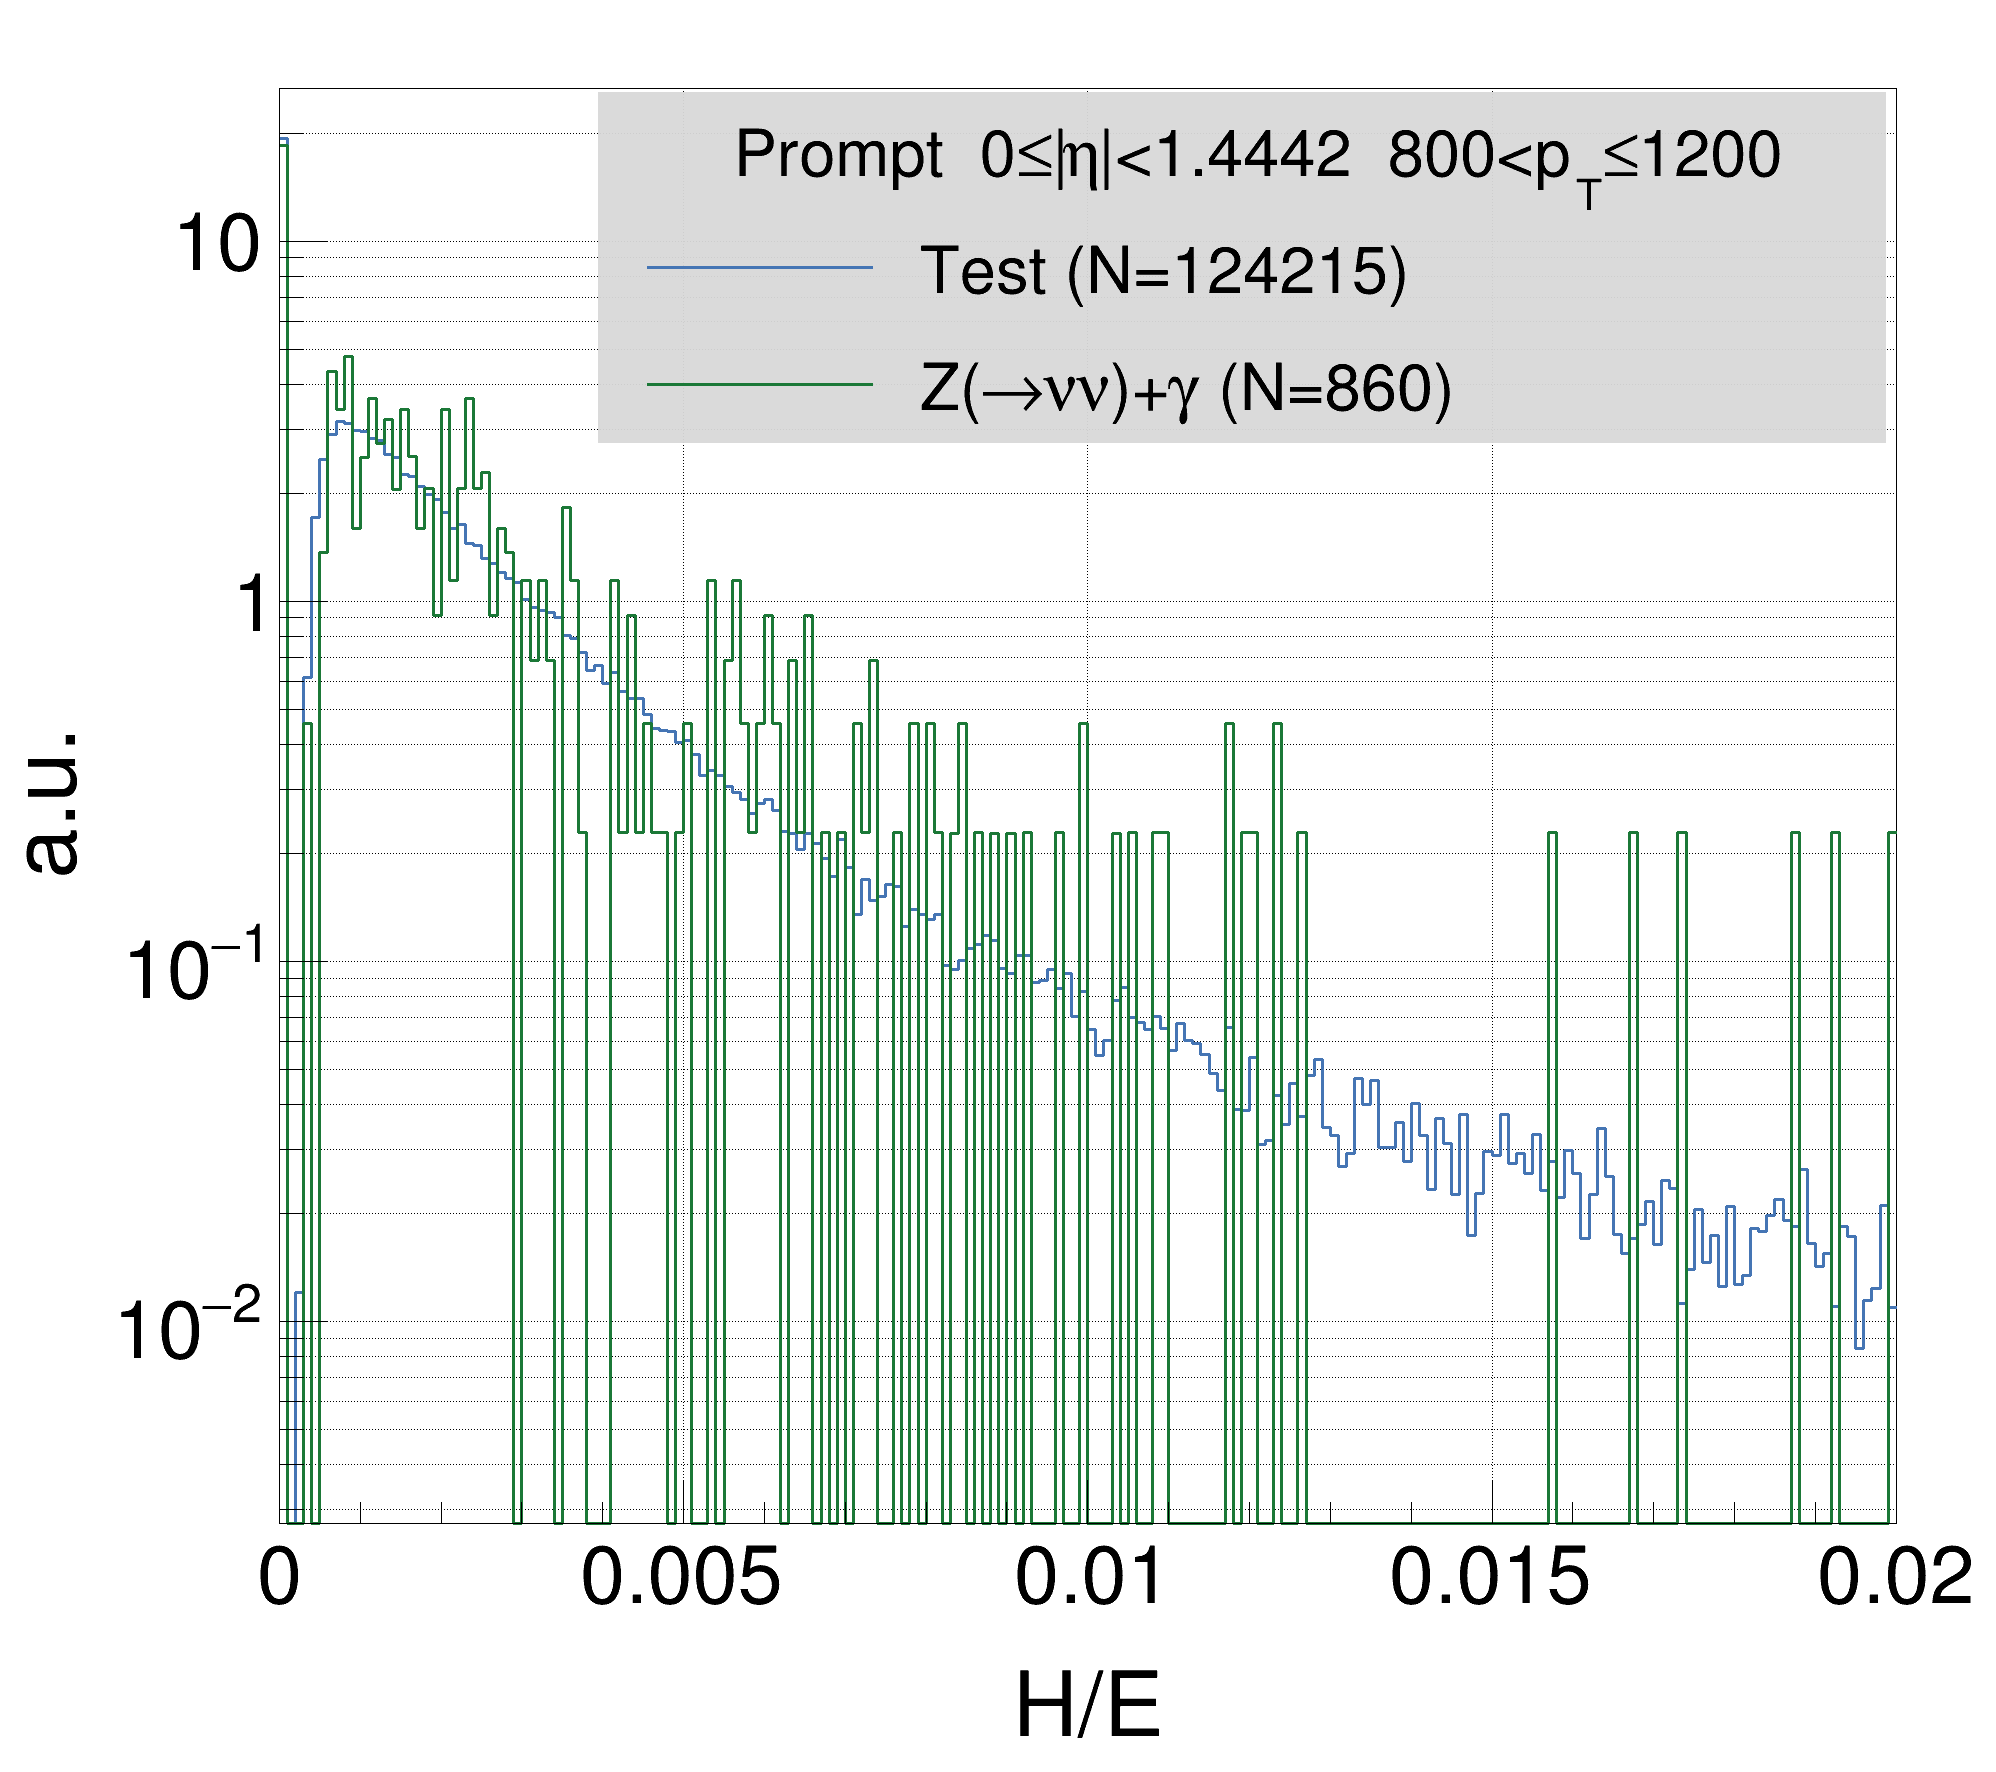 Prompt 0≤|η|<1.4442 800<p_T≤1200
Test (N=124215)
Z(→νν)+γ (N=860)
10
1
10⁻¹
10⁻²
a.u.
0 0.005 0.01 0.015 0.02
H/E